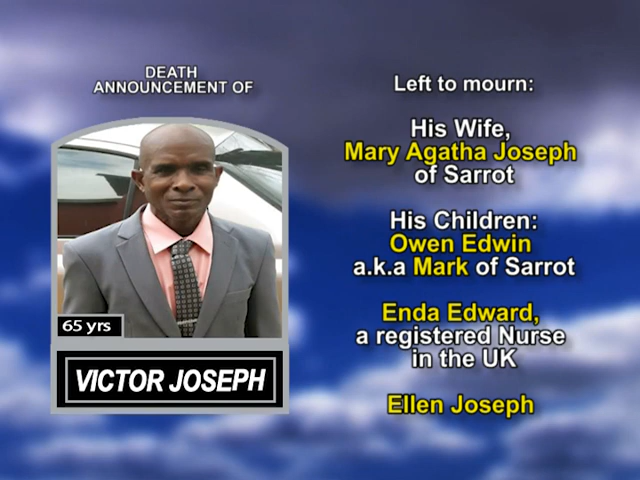 DEATH
ANNOUNCEMENT OF
65 yrs
VICTOR JOSEPH
Left to mourn:
His Wife,
Mary Agatha Joseph
of Sarrot
His Children:
Owen Edwin
a.k.a Mark of Sarrot
Enda Edward,
a registered Nurse
in the UK
Ellen Joseph